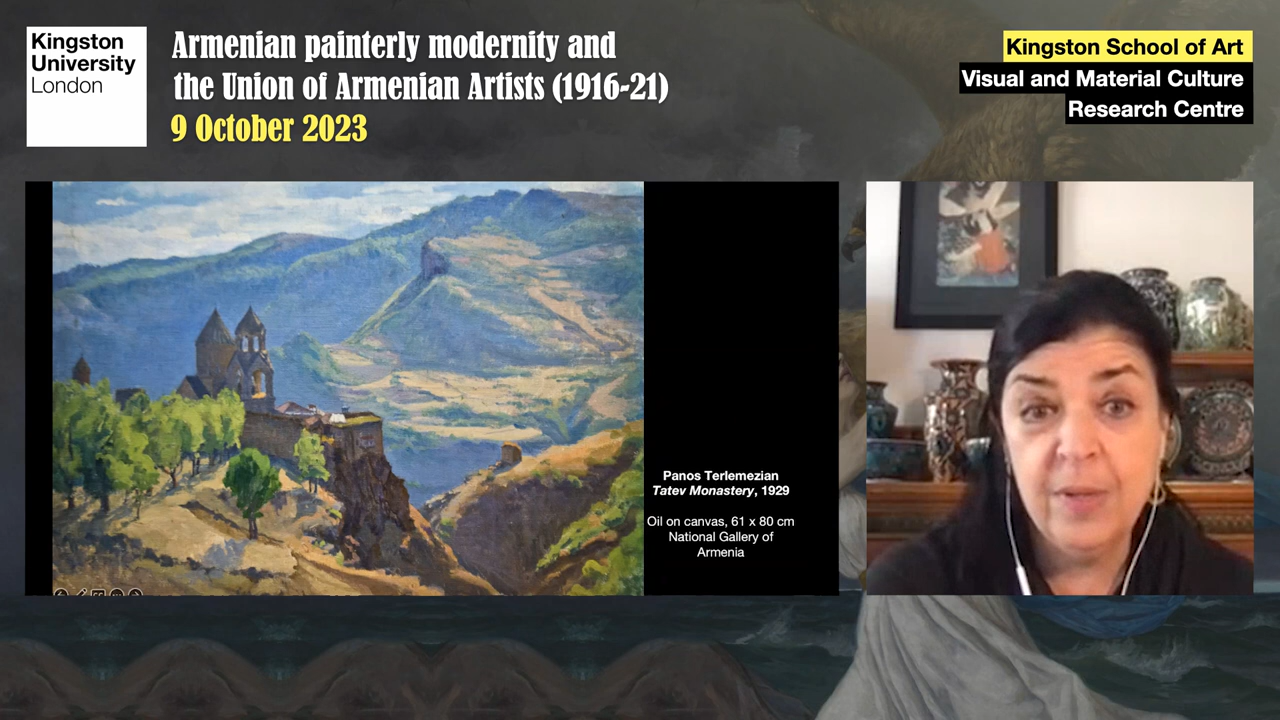 Kingston
University
London
Armenian painterly modernity and
the Union of Armenian Artists (1916-21)
9 October 2023
Kingston School of Art
Visual and Material Culture
Research Centre
Panos Terlemezian
Tatev Monastery, 1929
Oil on canvas, 61 x 80 cm
National Gallery of
Armenia